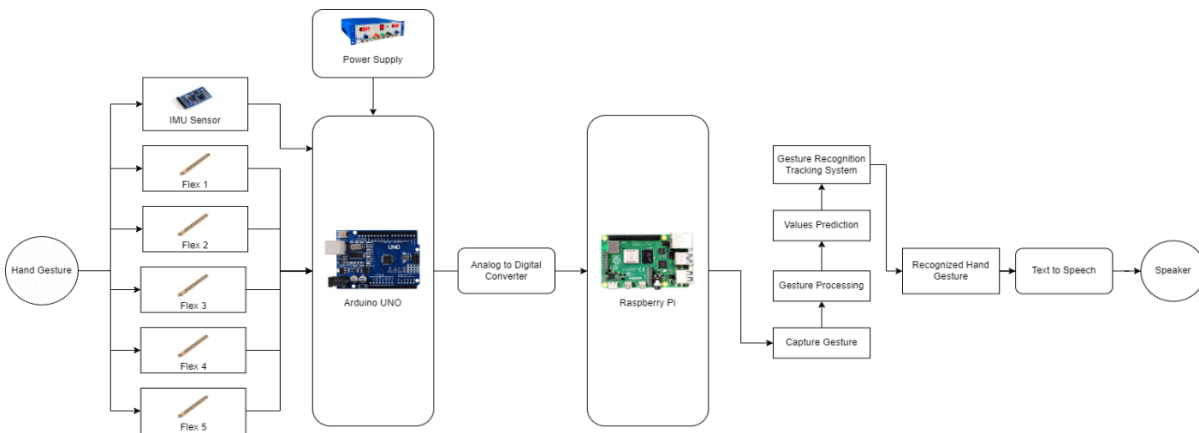 Power Supply
IMU Sensor
Flex 1
Flex 2
Hand Gesture
Flex 3
Flex 4
Flex 5
UNO
Arduino UNO
Analog to Digital
Converter
Raspberry Pi
Gesture Recognition
Tracking System
Values Prediction
Gesture Processing
Capture Gesture
Recognized Hand
Gesture
Text to Speech
Speaker